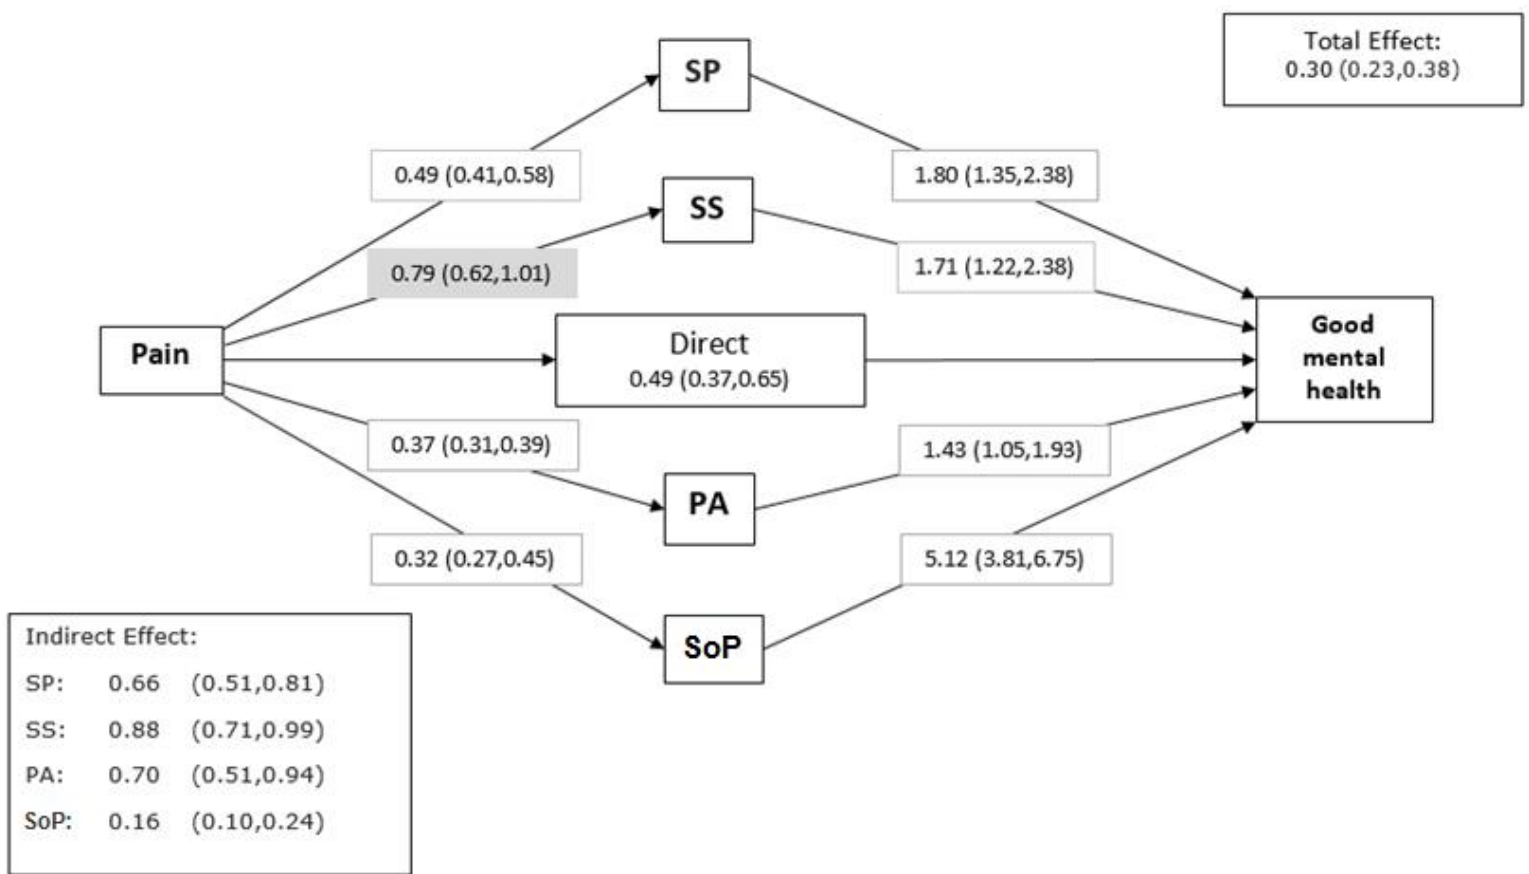 Total Effect:
0.30 (0.23,0.38)
SP
0.49 (0.41,0.58)
1.80 (1.35,2.38)
SS
0.79 (0.62,1.01)
1.71 (1.22,2.38)
Pain
Direct
0.49 (0.37,0.65)
Good
mental
health
0.37 (0.31,0.39)
1.43 (1.05,1.93)
PA
0.32 (0.27,0.45)
5.12 (3.81,6.75)
SoP
Indirect Effect:
SP: 0.66 (0.51,0.81)
SS: 0.88 (0.71,0.99)
PA: 0.70 (0.51,0.94)
SoP: 0.16 (0.10,0.24)